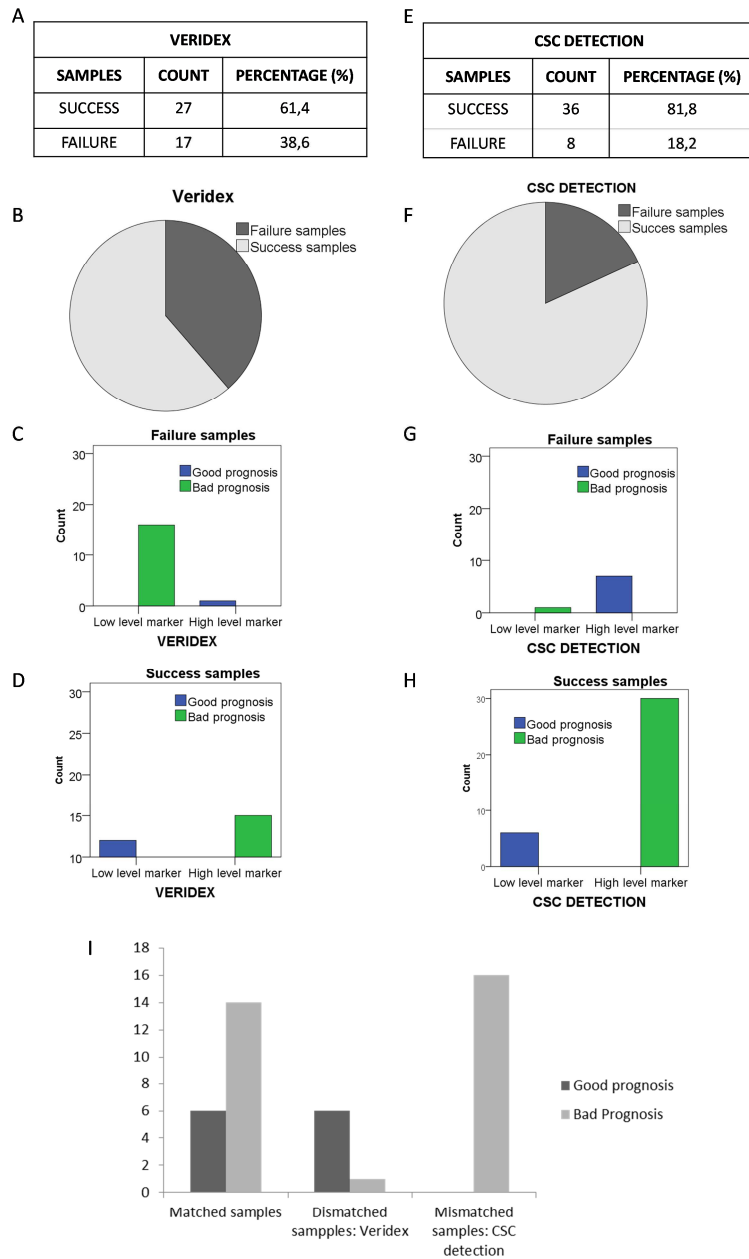 A
VERIDEX
SAMPLES COUNT PERCENTAGE (%)
SUCCESS 27 61,4
FAILURE 17 38,6
E
CSC DETECTION
SAMPLES COUNT PERCENTAGE (%)
SUCCESS 36 81,8
FAILURE 8 18,2
B
Veridex
Failure samples
Success samples
F
CSC DETECTION
Failure samples
Succes samples
C
Failure samples
Good prognosis
Bad prognosis
Count
30
20
10
0
Low level marker High level marker
VERIDEX
G
Failure samples
Good prognosis
Bad prognosis
Count
30
20
10
0
Low level marker High level marker
CSC DETECTION
D
Success samples
Good prognosis
Bad prognosis
Count
30
25
20
15
10
Low level marker High level marker
VERIDEX
H
Success samples
Good prognosis
Bad prognosis
Count
30
20
10
0
Low level marker High level marker
CSC DETECTION
I
18
16
14
12
10
8
6
4
2
0
Matched samples
Dismatched
sampples: Veridex
Mismatched
samples: CSC
detection
Good prognosis
Bad Prognosis